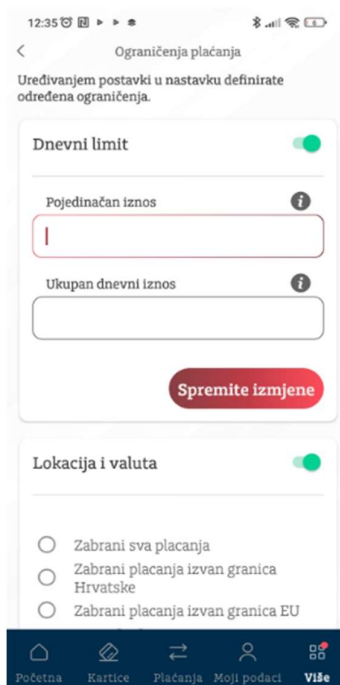 12:35
Ograničenja plaćanja
Uređivanjem postavki u nastavku definirate
određena ograničenja.
Dnevni limit
Pojedinačan iznos
Ukupan dnevni iznos
Spremite izmjene
Lokacija i valuta
Zabrani sva placanja
Zabrani placanja izvan granica
Hrvatske
Zabrani placanja izvan granica EU
Početna Kartice Plaćanja Moji podaci Više